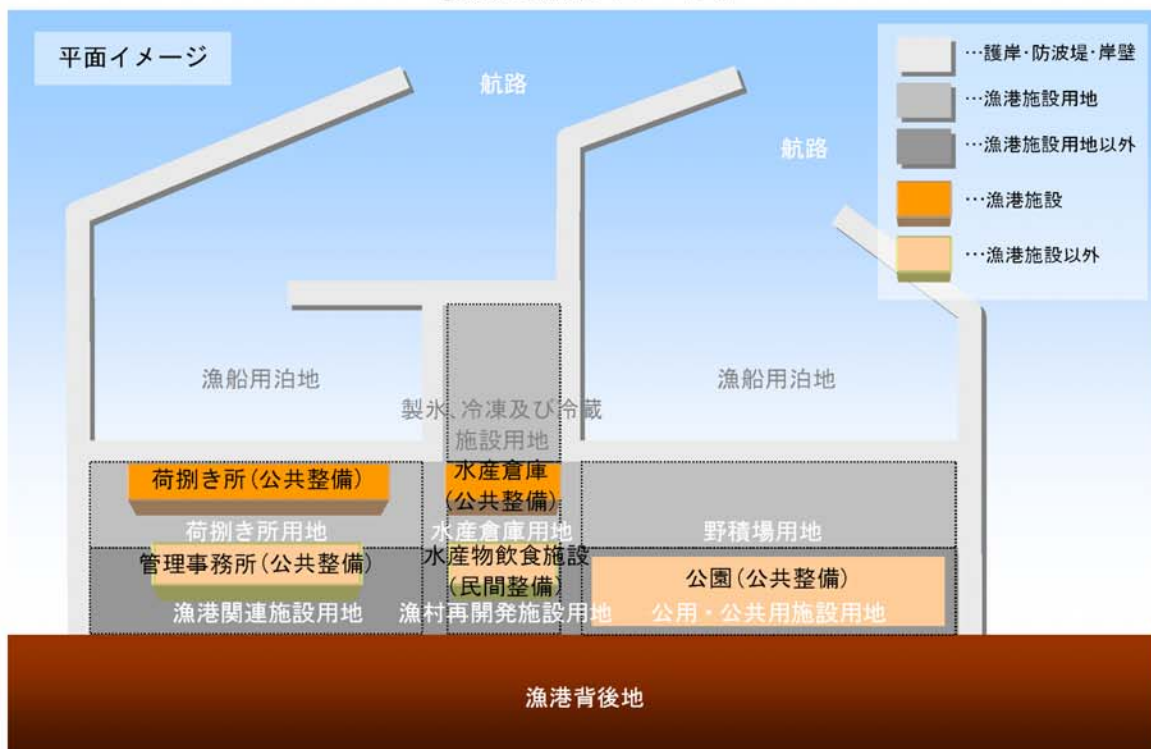 平面イメージ
航路
航路
…護岸・防波堤・岸壁
…漁港施設用地
…漁港施設用地以外
…漁港施設
…漁港施設以外
漁船用泊地
漁船用泊地
製氷、冷凍及び冷蔵
施設用地
荷捌き所(公共整備)
水産倉庫
(公共整備)
荷捌き所用地
水産倉庫用地
野積場用地
管理事務所(公共整備)
水産物飲食施設
(民間整備)
公園(公共整備)
漁港関連施設用地
漁村再開発施設用地
公用・公共用施設用地
漁港背後地